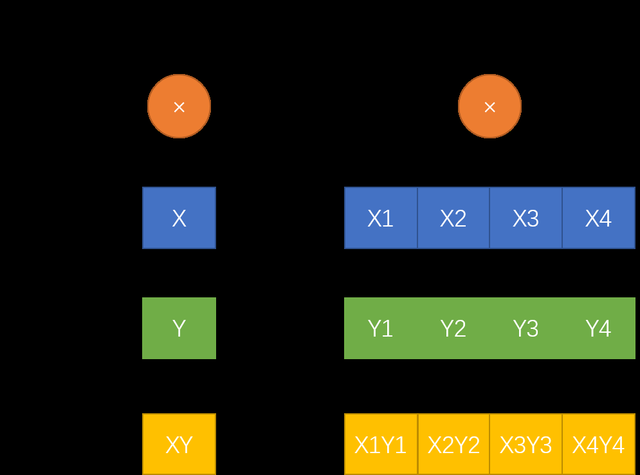 × ×
X X1 X2 X3 X4
Y Y1 Y2 Y3 Y4
XY X1Y1 X2Y2 X3Y3 X4Y4